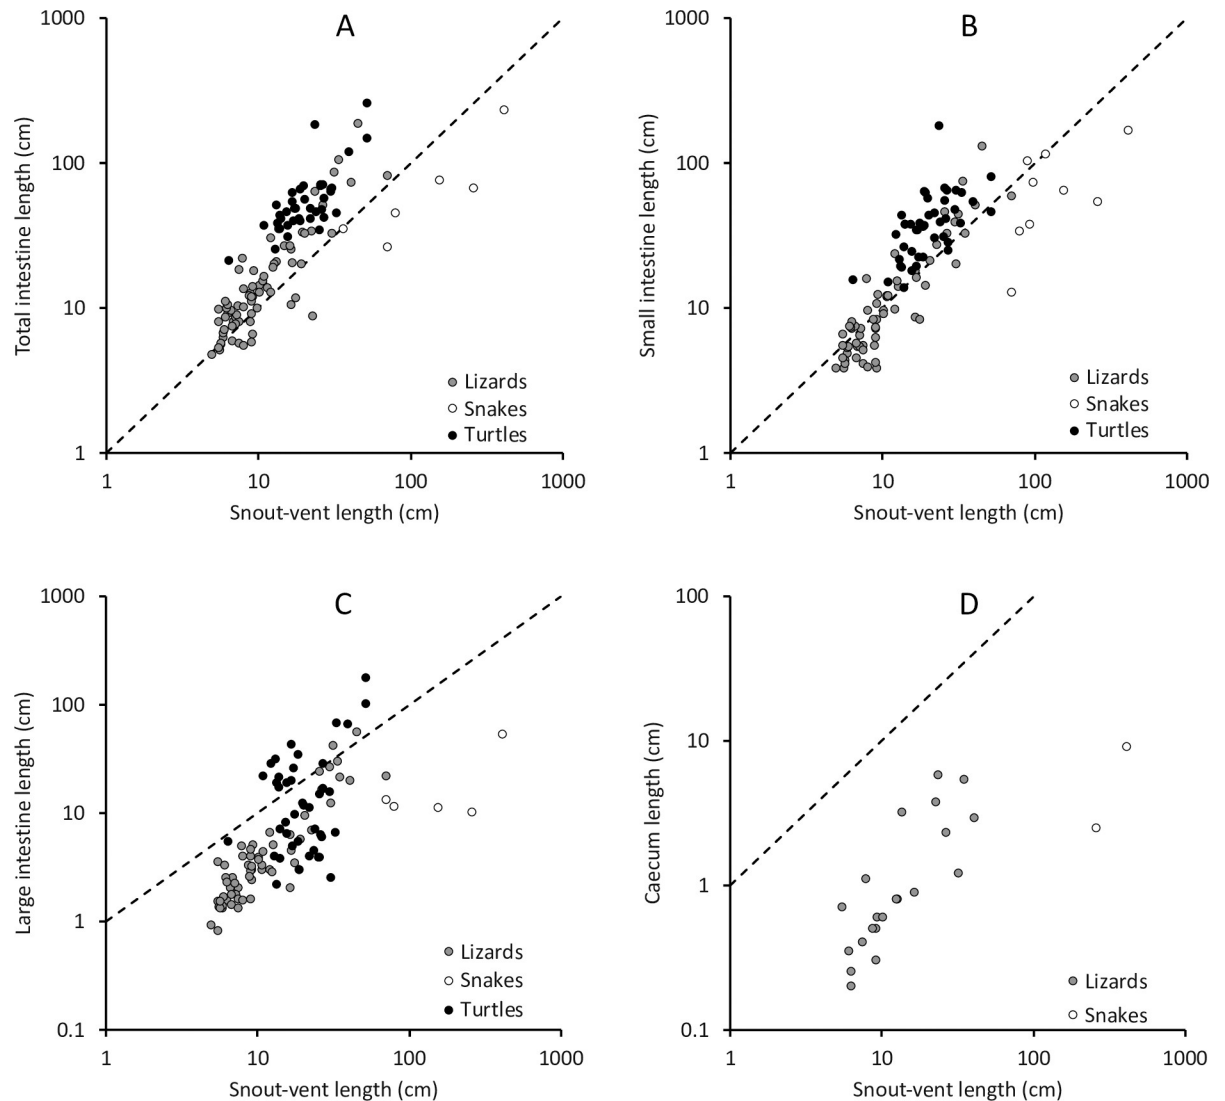 A
1000
100
10
1
Total intestine length (cm)
Lizards
Snakes
Turtles
1 10 100 1000
Snout-vent length (cm)
B
1000
100
10
1
Small intestine length (cm)
Lizards
Snakes
Turtles
1 10 100 1000
Snout-vent length (cm)
C
1000
100
10
1
0.1
Large intestine length (cm)
Lizards
Snakes
Turtles
1 10 100 1000
Snout-vent length (cm)
D
100
10
1
0.1
Caecum length (cm)
Lizards
Snakes
1 10 100 1000
Snout-vent length (cm)